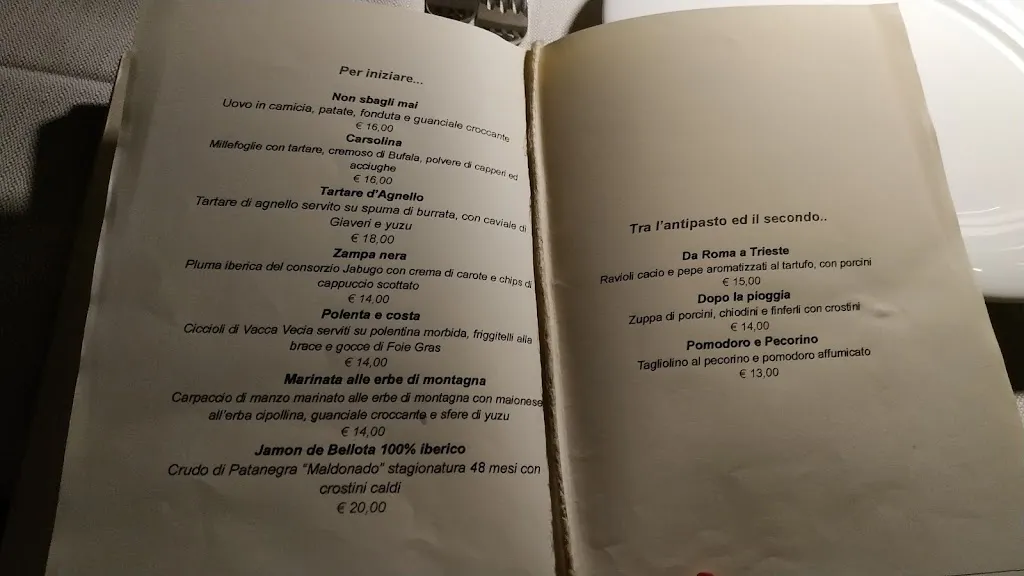 Per iniziare...
Non sbagli mai
Uovo in camicia, patate, fonduta e guanciale croccante
€ 16,00
Carsolina
Millefoglie con tartare, cremoso di Bufala, polvere di capperi ed
acciughe
€ 16,00
Tartare d'Agnello
Tartare di agnello servito su spuma di burrata, con caviale di
Giaveri e yuzu
€ 18,00
Zampa nera
Pluma iberica del consorzio Jabugo con crema di carote e chips di
cappuccio scottato
€ 14,00
Polenta e costa
Ciccioli di Vacca Vecia serviti su polentina morbida, friggitelli alla
brace e gocce di Foie Gras
€ 14,00
Marinata alle erbe di montagna
Carpaccio di manzo marinato alle erbe di montagna con maionese
all'erba cipollina, guanciale croccante e sfere di yuzu
€ 14,00
Jamon de Bellota 100% iberico
Crudo di Patanegra "Maldonado" stagionatura 48 mesi con
crostini caldi
€ 20,00
Tra l'antipasto ed il secondo..
Da Roma a Trieste
Ravioli cacio e pepe aromatizzati al tartufo, con porcini
€ 15,00
Dopo la pioggia
Zuppa di porcini, chiodini e finferli con crostini
€ 14,00
Pomodoro e Pecorino
Tagliolino al pecorino e pomodoro affumicato
€ 13,00